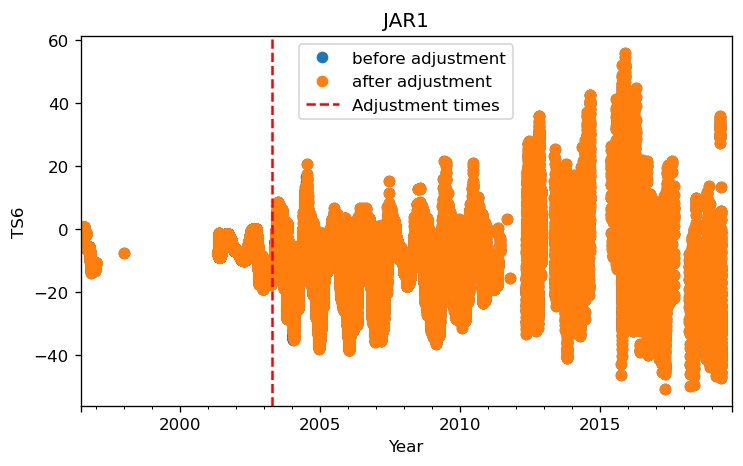 JAR1
before adjustment
after adjustment
Adjustment times
60
40
20
0
−20
−40
TS6
2000
2005
2010
2015
Year